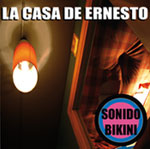 LA CASA DE ERNESTO
SONIDO
BIKINI